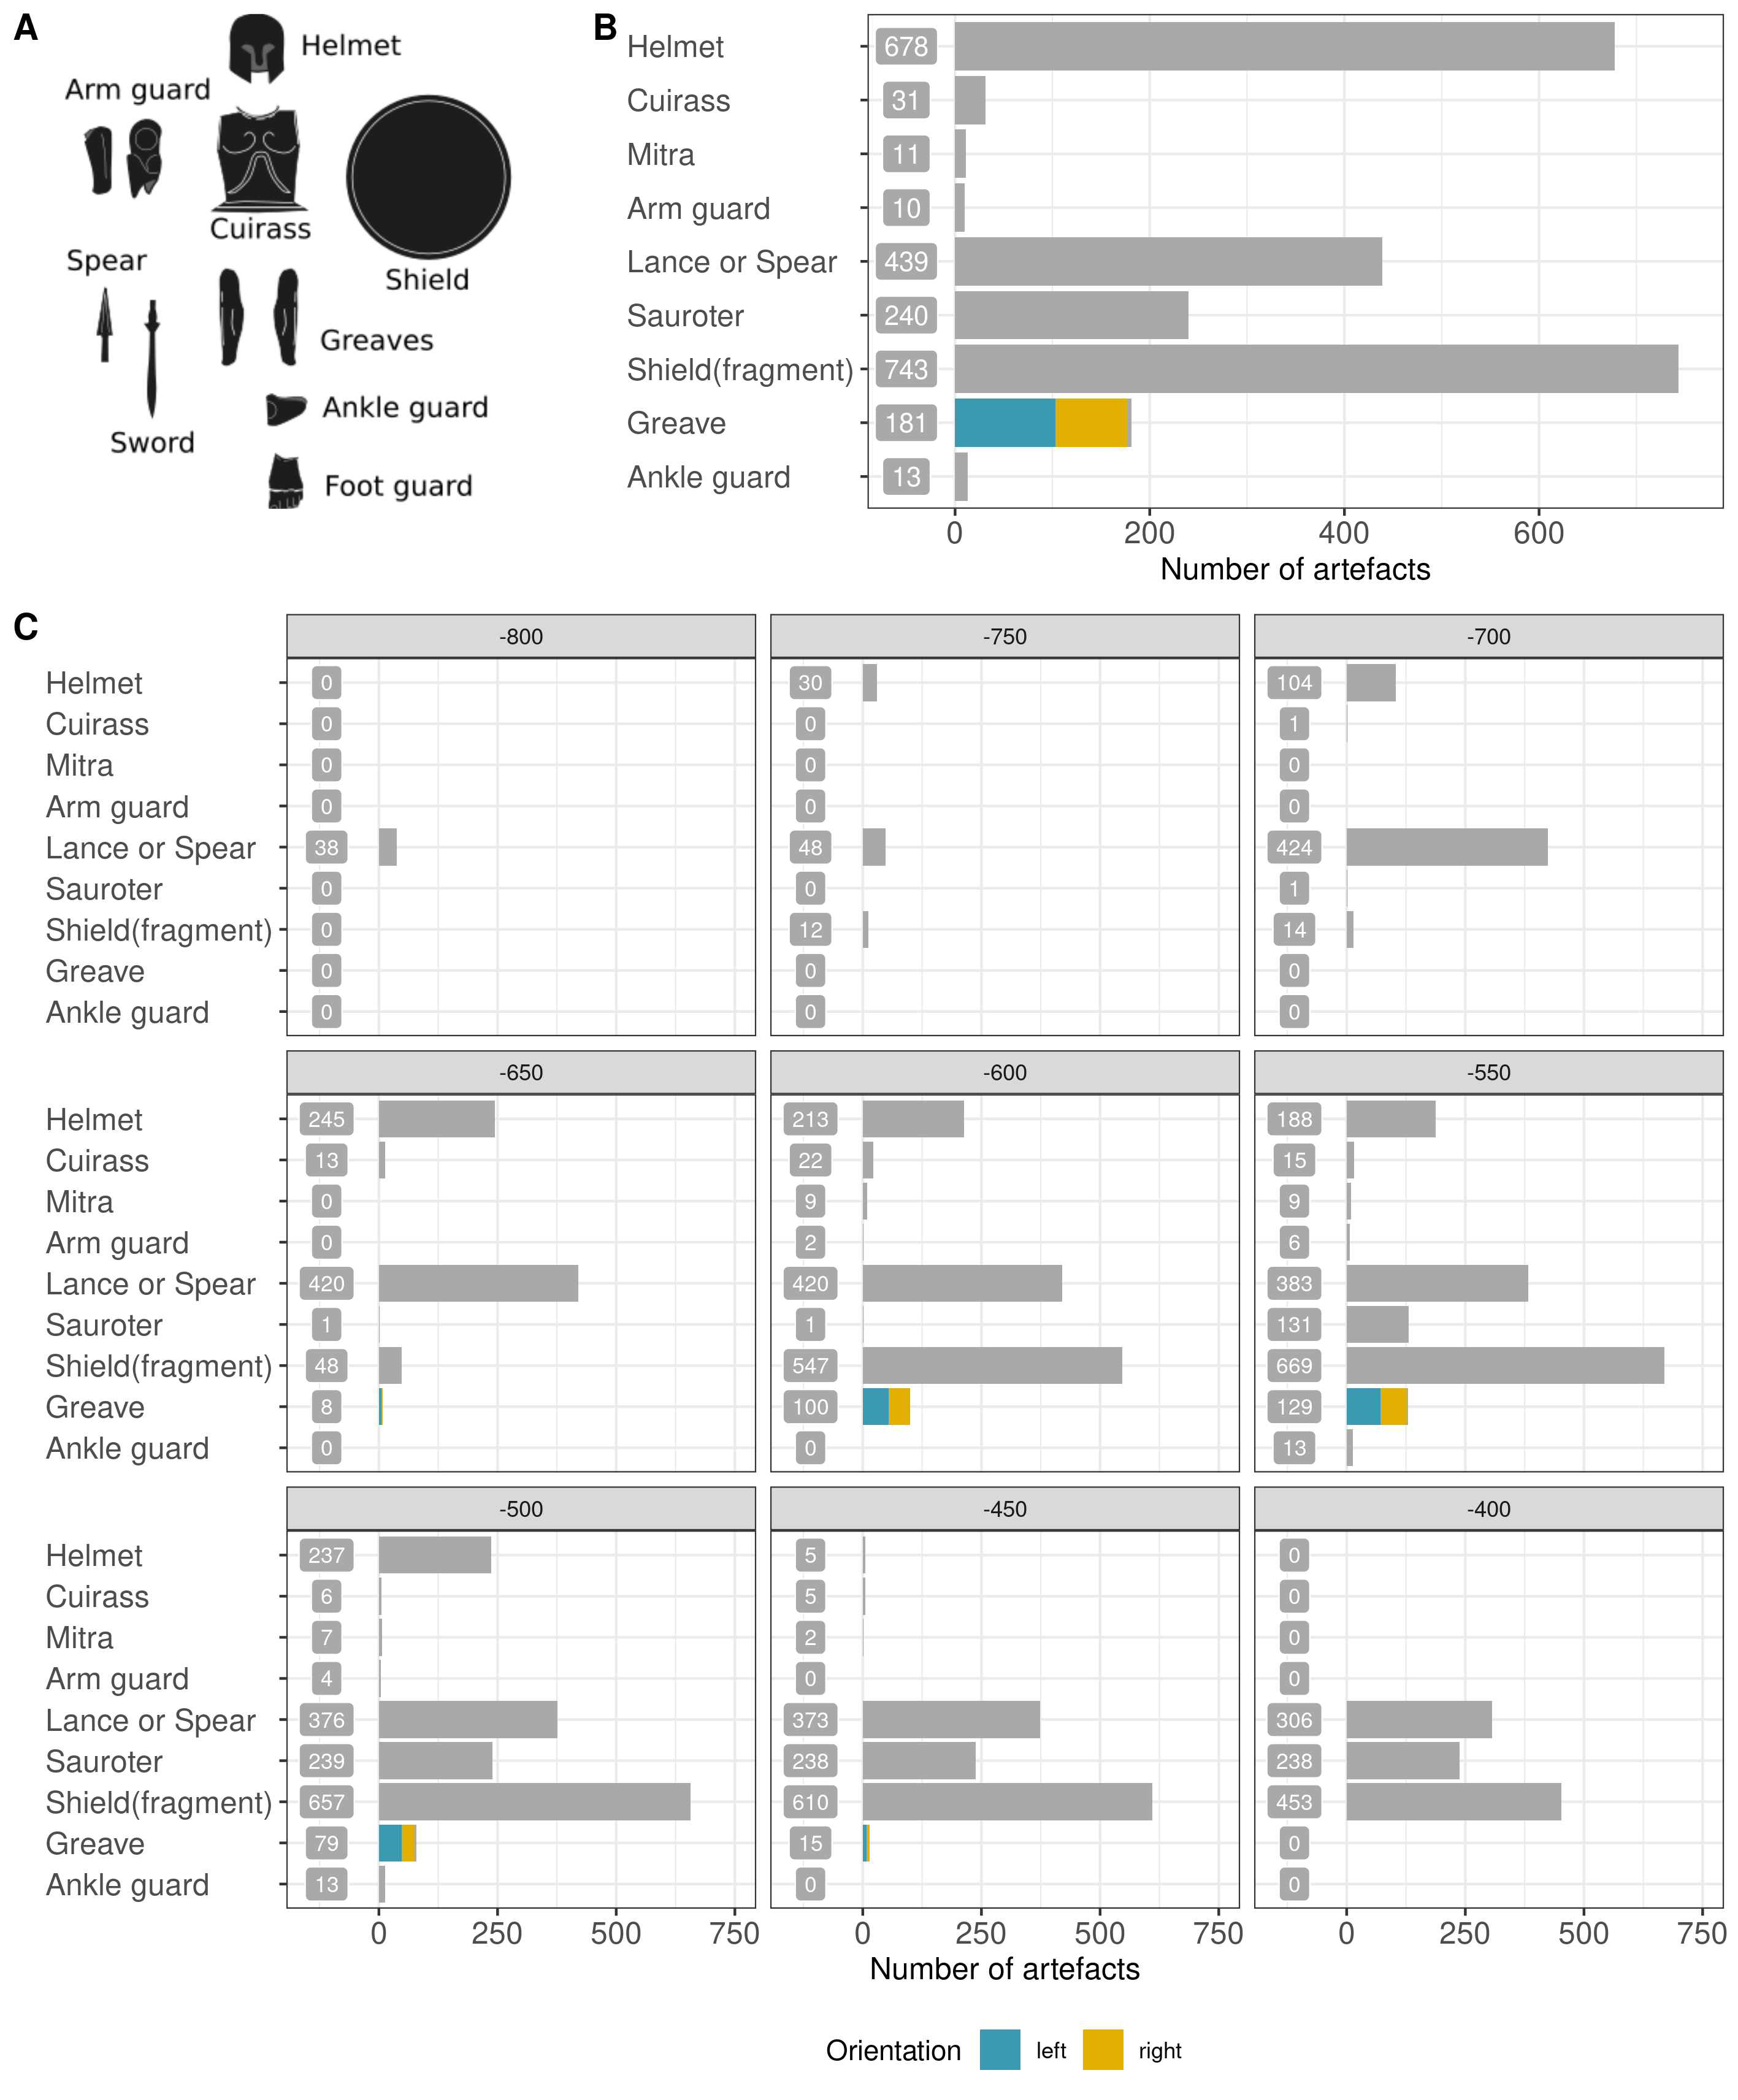 A
Helmet
Arm guard
Cuirass
Shield
Spear
Greaves
Ankle guard
Sword
Foot guard
B
Helmet 678
Cuirass 31
Mitra 11
Arm guard 10
Lance or Spear 439
Sauroter 240
Shield(fragment) 743
Greave 181
Ankle guard 13
0 200 400 600
Number of artefacts
C
-800 -750 -700
Helmet 0 30 104
Cuirass 0 0 1
Mitra 0 0 0
Arm guard 0 0 0
Lance or Spear 38 48 424
Sauroter 0 0 1
Shield(fragment) 0 12 14
Greave 0 0 0
Ankle guard 0 0 0
-650 -600 -550
Helmet 245 213 188
Cuirass 13 22 15
Mitra 0 9 9
Arm guard 0 2 6
Lance or Spear 420 420 383
Sauroter 1 1 131
Shield(fragment) 48 547 669
Greave 8 100 129
Ankle guard 0 0 13
-500 -450 -400
Helmet 237 5 0
Cuirass 6 5 0
Mitra 7 2 0
Arm guard 4 0 0
Lance or Spear 376 373 306
Sauroter 239 238 238
Shield(fragment) 657 610 453
Greave 79 15 0
Ankle guard 13 0 0
0 250 500 750 0 250 500 750 0 250 500 750
Number of artefacts
Orientation left right